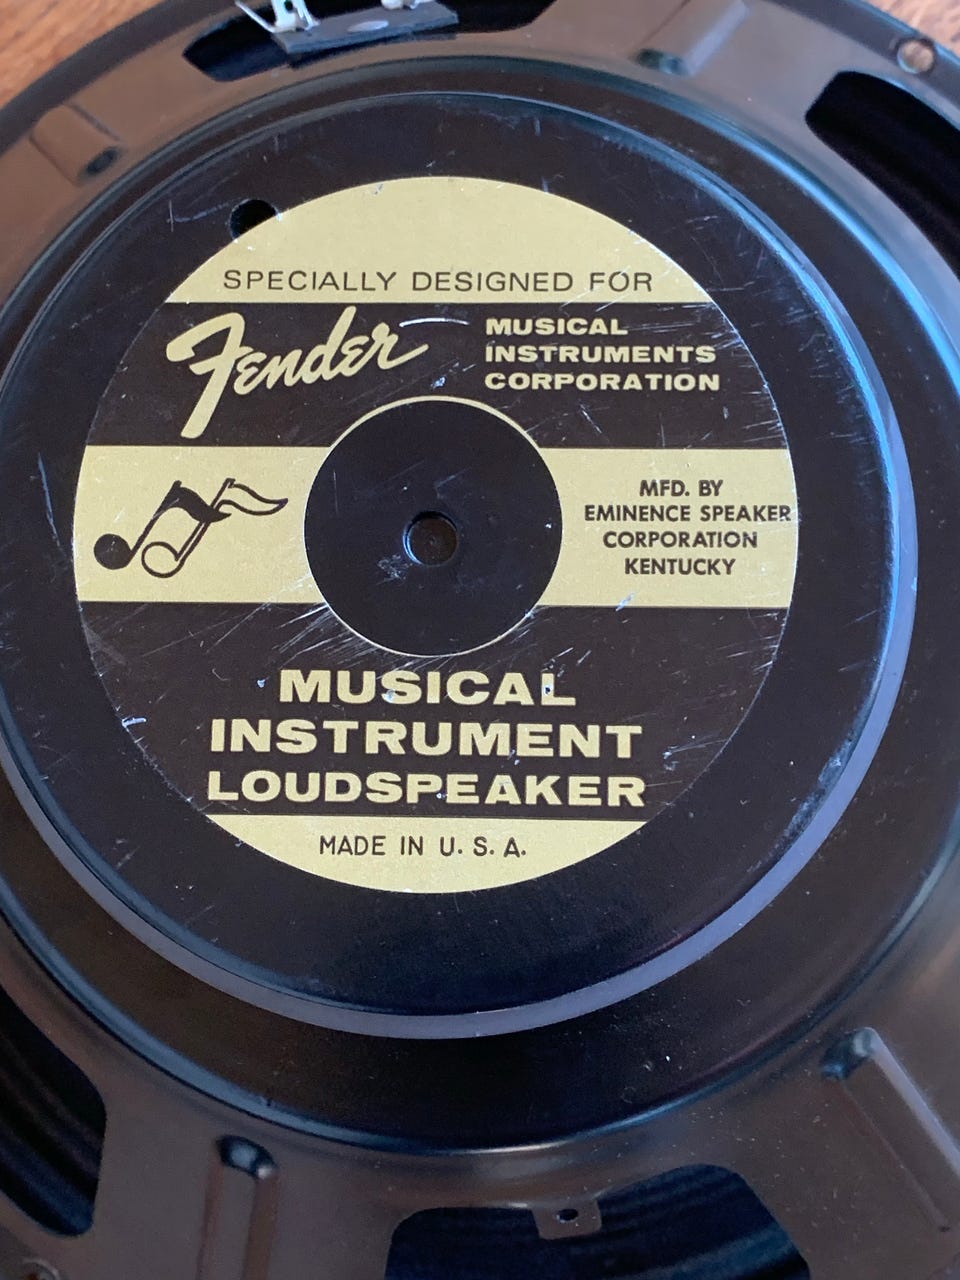 SPECIALLY DESIGNED FOR
Fender
MUSICAL
INSTRUMENTS
CORPORATION
MFD. BY
EMINENCE SPEAKER
CORPORATION
KENTUCKY
MUSICAL
INSTRUMENT
LOUDSPEAKER
MADE IN U. S. A.